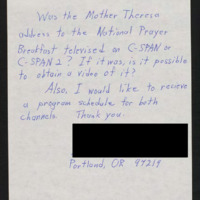 Was the Mother Theresa
address to the National Prayer
Breakfast televised on C-SPAN or
C-SPAN 2? If it was, is it possible
to obtain a video of it?
Also, I would like to recieve
a program schedule for both
channels. Thank you.
Portland, OR 97219